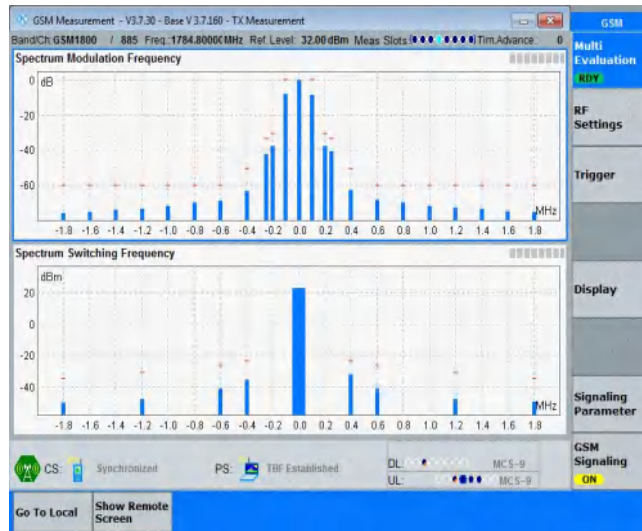 GSM Measurement - V3.7.30 - Base V 3.7.160 - TX Measurement
GSM
Band/Ch: GSM1800 / 885 Freq.:1784.8000 MHz Ref. Level: 32.00 dBm Meas Slots: Tim.Advance: 0
Multi Evaluation
RDY
Spectrum Modulation Frequency
dB
0
-20
-40
-60
MHz
-1.8 -1.6 -1.4 -1.2 -1.0 -0.8 -0.6 -0.4 -0.2 0.0 0.2 0.4 0.6 0.8 1.0 1.2 1.4 1.6 1.8
RF Settings
Trigger
Spectrum Switching Frequency
dBm
20
0
-20
-40
MHz
-1.8 -1.6 -1.4 -1.2 -1.0 -0.8 -0.6 -0.4 -0.2 0.0 0.2 0.4 0.6 0.8 1.0 1.2 1.4 1.6 1.8
Display
Signaling Parameter
CS: Synchronized PS: TBF Established DL: MCS-9
UL: MCS-9
GSM Signaling
ON
Go To Local
Show Remote Screen